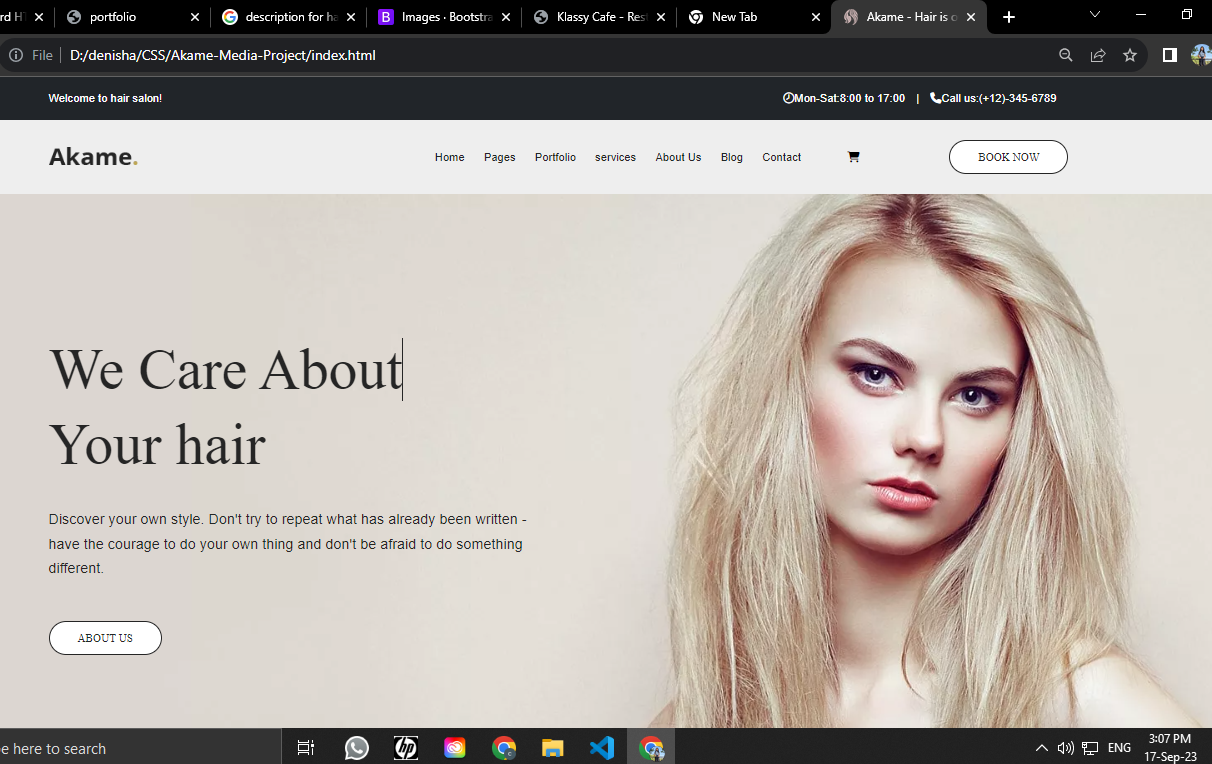 rd HT
portfolio
description for ha
Images · Bootstra
Klassy Cafe - Rest
New Tab
Akame - Hair is o
File
D:/denisha/CSS/Akame-Media-Project/index.html
Welcome to hair salon!
Mon-Sat:8:00 to 17:00 | Call us:(+12)-345-6789
Akame.
Home Pages Portfolio services About Us Blog Contact
BOOK NOW
We Care About
Your hair
Discover your own style. Don't try to repeat what has already been written -
have the courage to do your own thing and don't be afraid to do something
different.
ABOUT US
e here to search
hp
ENG
3:07 PM
17-Sep-23